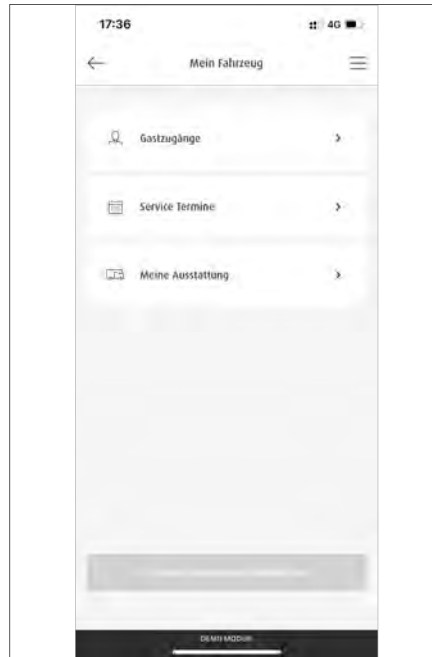 17:36 4G
Mein Fahrzeug
Gastzugänge
Service Termine
Meine Ausstattung
DEMO MODUS